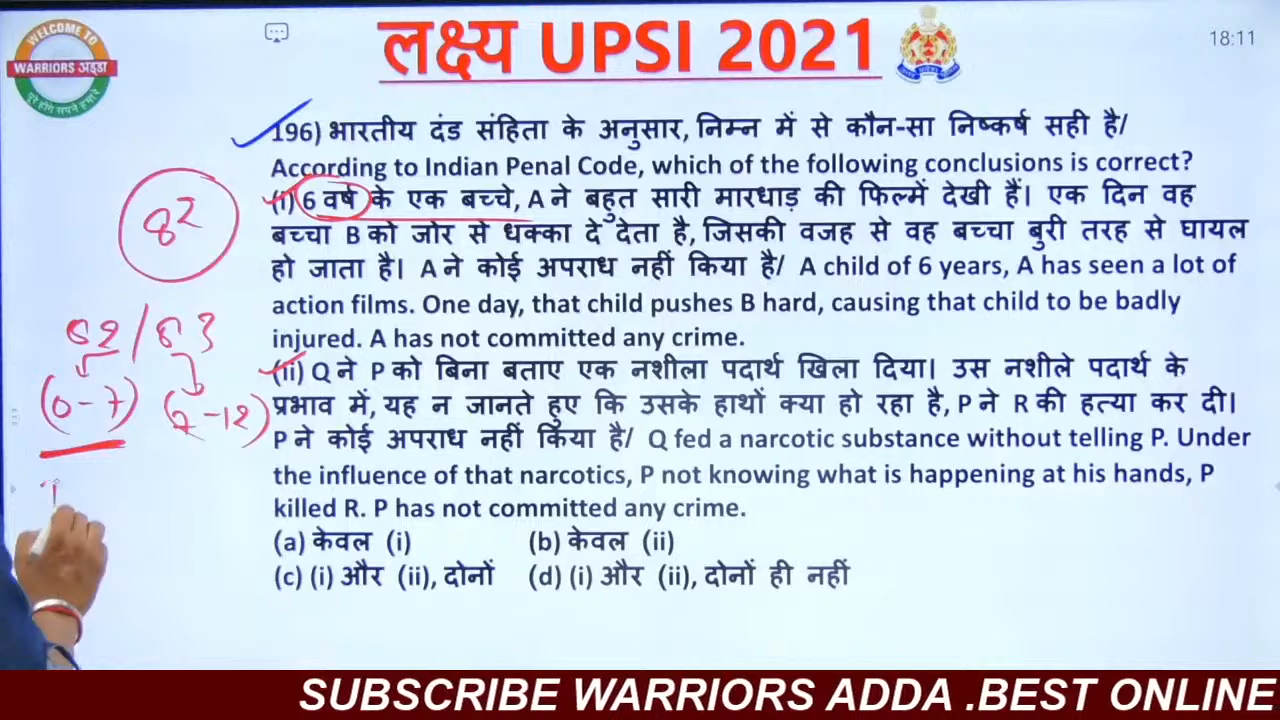 WELCOME TO
WARRIORS अड्डा
पूरे होंगे सपने हमारे
लक्ष्य UPSI 2021
18:11
196) भारतीय दंड संहिता के अनुसार, निम्न में से कौन-सा निष्कर्ष सही है/
According to Indian Penal Code, which of the following conclusions is correct?
(i) 6 वर्ष के एक बच्चे, A ने बहुत सारी मारधाड़ की फिल्में देखी हैं। एक दिन वह
बच्चा B को जोर से धक्का दे देता है, जिसकी वजह से वह बच्चा बुरी तरह से घायल
हो जाता है। A ने कोई अपराध नहीं किया है/ A child of 6 years, A has seen a lot of
action films. One day, that child pushes B hard, causing that child to be badly
injured. A has not committed any crime.
(ii) Q ने P को बिना बताए एक नशीला पदार्थ खिला दिया। उस नशीले पदार्थ के
प्रभाव में, यह न जानते हुए कि उसके हाथों क्या हो रहा है, P ने R की हत्या कर दी।
P ने कोई अपराध नहीं किया है/ Q fed a narcotic substance without telling P. Under
the influence of that narcotics, P not knowing what is happening at his hands, P
killed R. P has not committed any crime.
(a) केवल (i) (b) केवल (ii)
(c) (i) और (ii), दोनों (d) (i) और (ii), दोनों ही नहीं
82
82 / 83
(0-7) (7-12)
SUBSCRIBE WARRIORS ADDA .BEST ONLINE